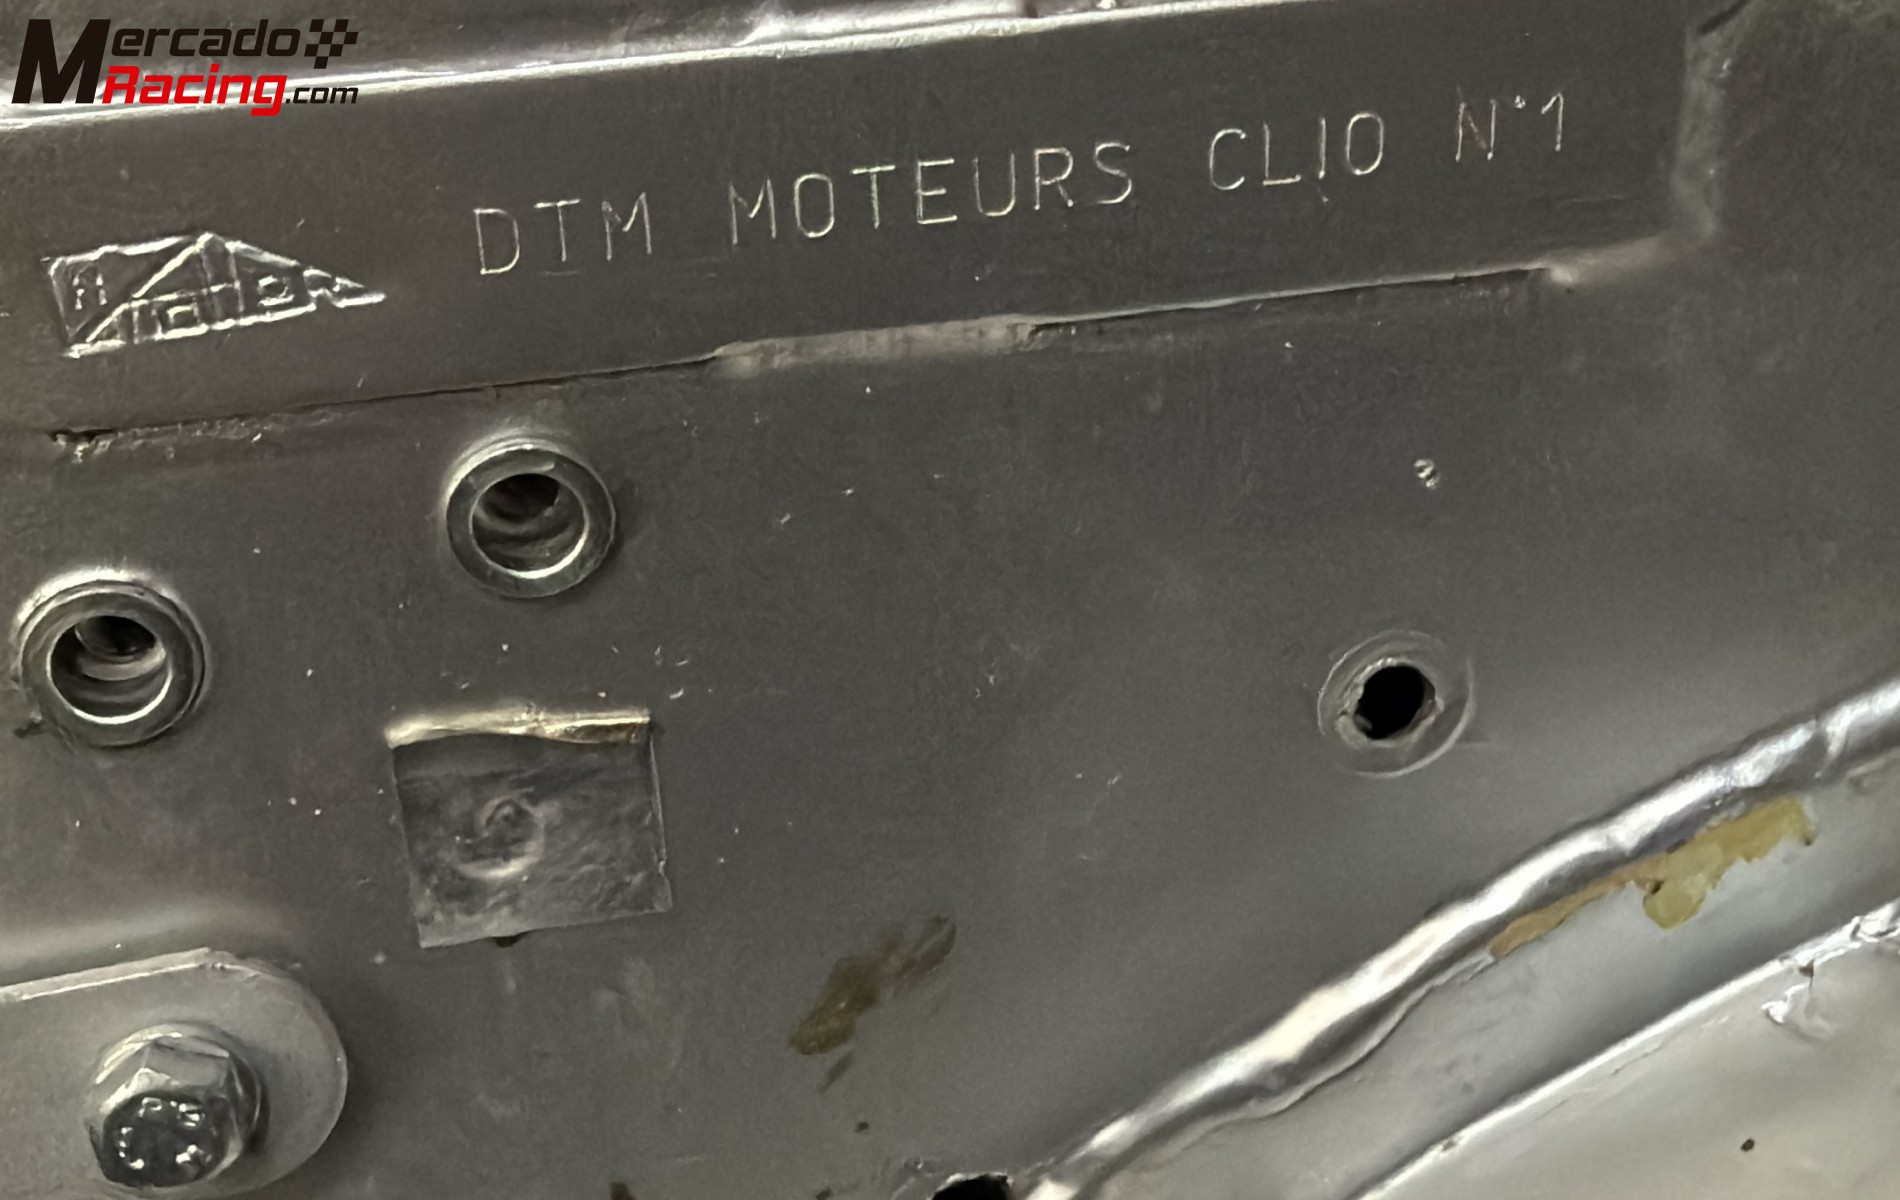 Mercado
Racing.com
DTM MOTEURS CLIO N°1